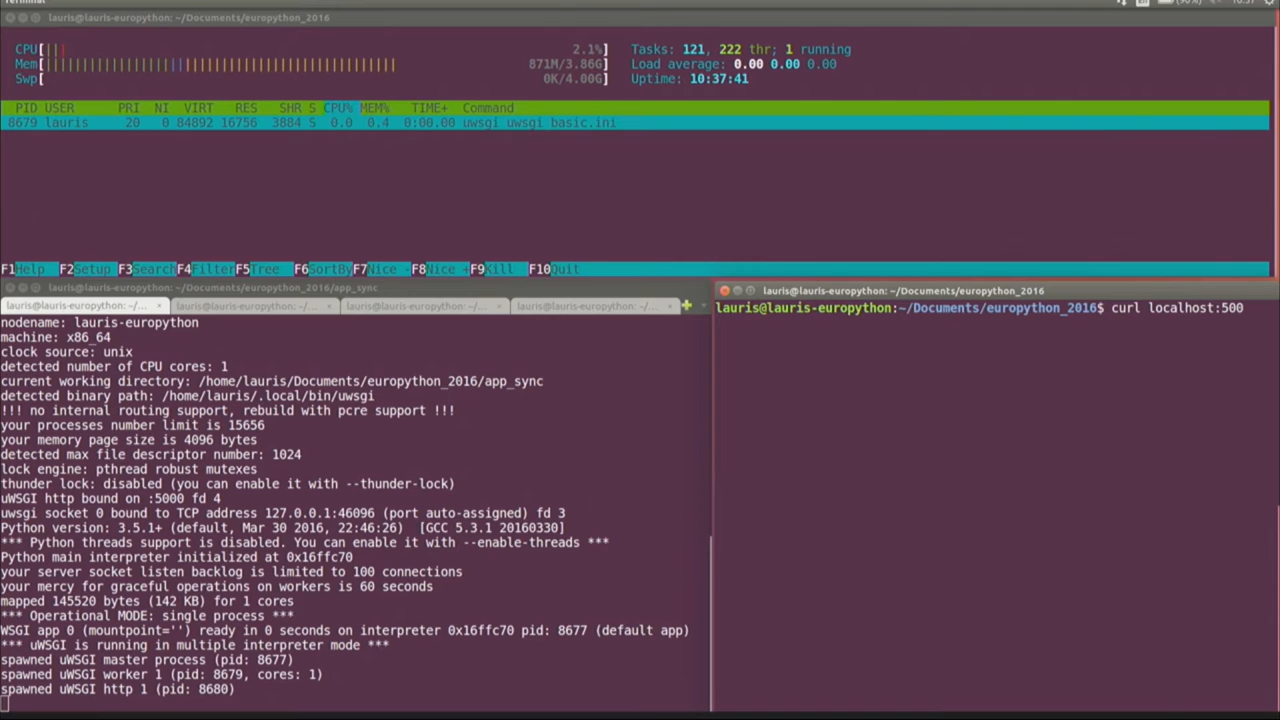 Terminal
lauris@lauris-europython: ~/Documents/europython_2016
CPU[||| 2.1%] Tasks: 121, 222 thr; 1 running
Mem[||||||||||||||||||||||||||||||||||||||||||| 871M/3.86G] Load average: 0.00 0.00 0.00
Swp[ 0K/4.00G] Uptime: 10:37:41
PID USER PRI NI VIRT RES SHR S CPU% MEM% TIME+ Command
8679 lauris 20 0 84892 16756 3884 S 0.0 0.4 0:00.00 uwsgi uwsgi_basic.ini
F1Help F2Setup F3Search F4Filter F5Tree F6SortBy F7Nice - F8Nice + F9Kill F10Quit
lauris@lauris-europython: ~/Documents/europython_2016/app_sync
lauris@lauris-europython: ~/... × lauris@lauris-europython: ~/... × lauris@lauris-europython: ~/... × lauris@lauris-europython: ~/... ×
nodename: lauris-europython
machine: x86_64
clock source: unix
detected number of CPU cores: 1
current working directory: /home/lauris/Documents/europython_2016/app_sync
detected binary path: /home/lauris/.local/bin/uwsgi
!!! no internal routing support, rebuild with pcre support !!!
your processes number limit is 15656
your memory page size is 4096 bytes
detected max file descriptor number: 1024
lock engine: pthread robust mutexes
thunder lock: disabled (you can enable it with --thunder-lock)
uWSGI http bound on :5000 fd 4
uwsgi socket 0 bound to TCP address 127.0.0.1:46096 (port auto-assigned) fd 3
Python version: 3.5.1+ (default, Mar 30 2016, 22:46:26) [GCC 5.3.1 20160330]
*** Python threads support is disabled. You can enable it with --enable-threads ***
Python main interpreter initialized at 0x16ffc70
your server socket listen backlog is limited to 100 connections
your mercy for graceful operations on workers is 60 seconds
mapped 145520 bytes (142 KB) for 1 cores
*** Operational MODE: single process ***
WSGI app 0 (mountpoint='') ready in 0 seconds on interpreter 0x16ffc70 pid: 8677 (default app)
*** uWSGI is running in multiple interpreter mode ***
spawned uWSGI master process (pid: 8677)
spawned uWSGI worker 1 (pid: 8679, cores: 1)
spawned uWSGI http 1 (pid: 8680)
lauris@lauris-europython: ~/Documents/europython_2016
lauris@lauris-europython:~/Documents/europython_2016$ curl localhost:500